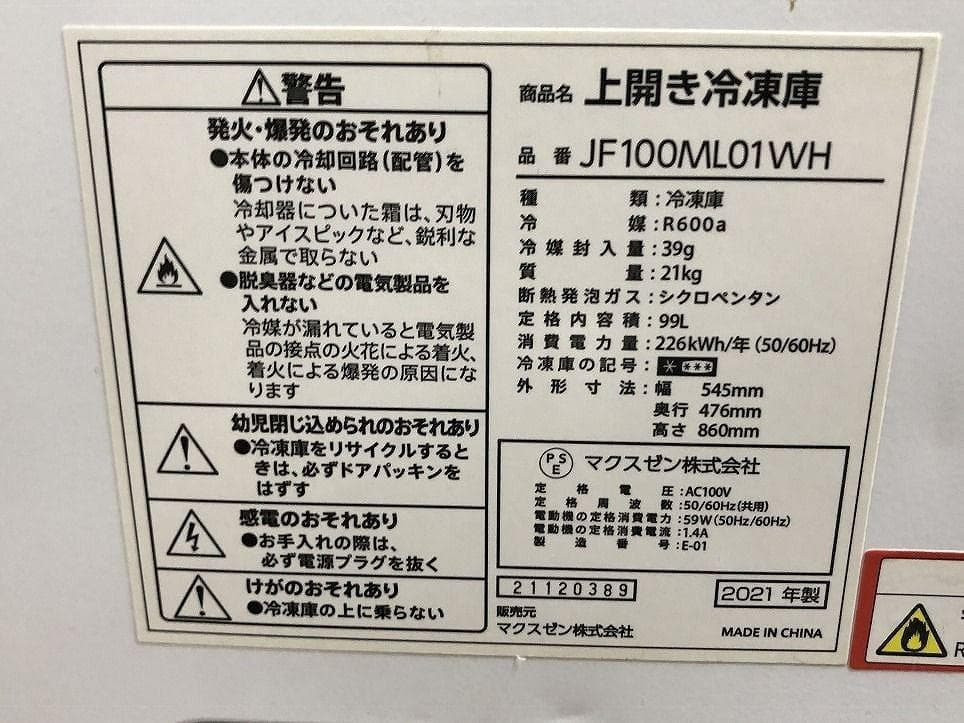 警告
発火・爆発のおそれあり
●本体の冷却回路(配管)を
傷つけない
冷却器についた霜は、刃物
やアイスピックなど、鋭利な
金属で取らない
●脱臭器などの電気製品を
入れない
冷媒が漏れていると電気製
品の接点の火花による着火、
着火による爆発の原因にな
ります
幼児閉じ込められのおそれあり
●冷凍庫をリサイクルすると
きは、必ずドアパッキンを
はずす
感電のおそれあり
●お手入れの際は、
必ず電源プラグを抜く
けがのおそれあり
●冷凍庫の上に乗らない
商品名 上開き冷凍庫
品番 JF100ML01WH
種類:冷凍庫
冷媒:R600a
冷媒封入量:39g
質量:21kg
断熱発泡ガス:シクロペンタン
定格内容積:99L
消費電力量:226kWh/年(50/60Hz)
冷凍庫の記号:* ***
外形寸法:幅 545mm
奥行 476mm
高さ 860mm
PSE マクスゼン株式会社
定格電圧:AC100V
定格周波数:50/60Hz(共用)
電動機の定格消費電力:59W(50Hz/60Hz)
電動機の定格消費電流:1.4A
製造番号:E-01
21120389
2021 年製
販売元
マクスゼン株式会社
MADE IN CHINA
R